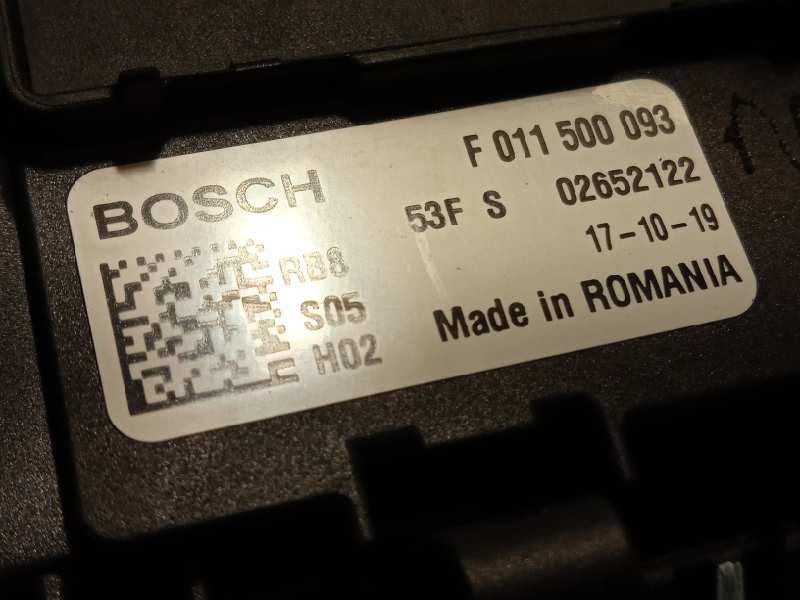 BOSCH
F 011 500 093
53F S 02652122
17-10-19
Made in ROMANIA
RB8
S05
H02